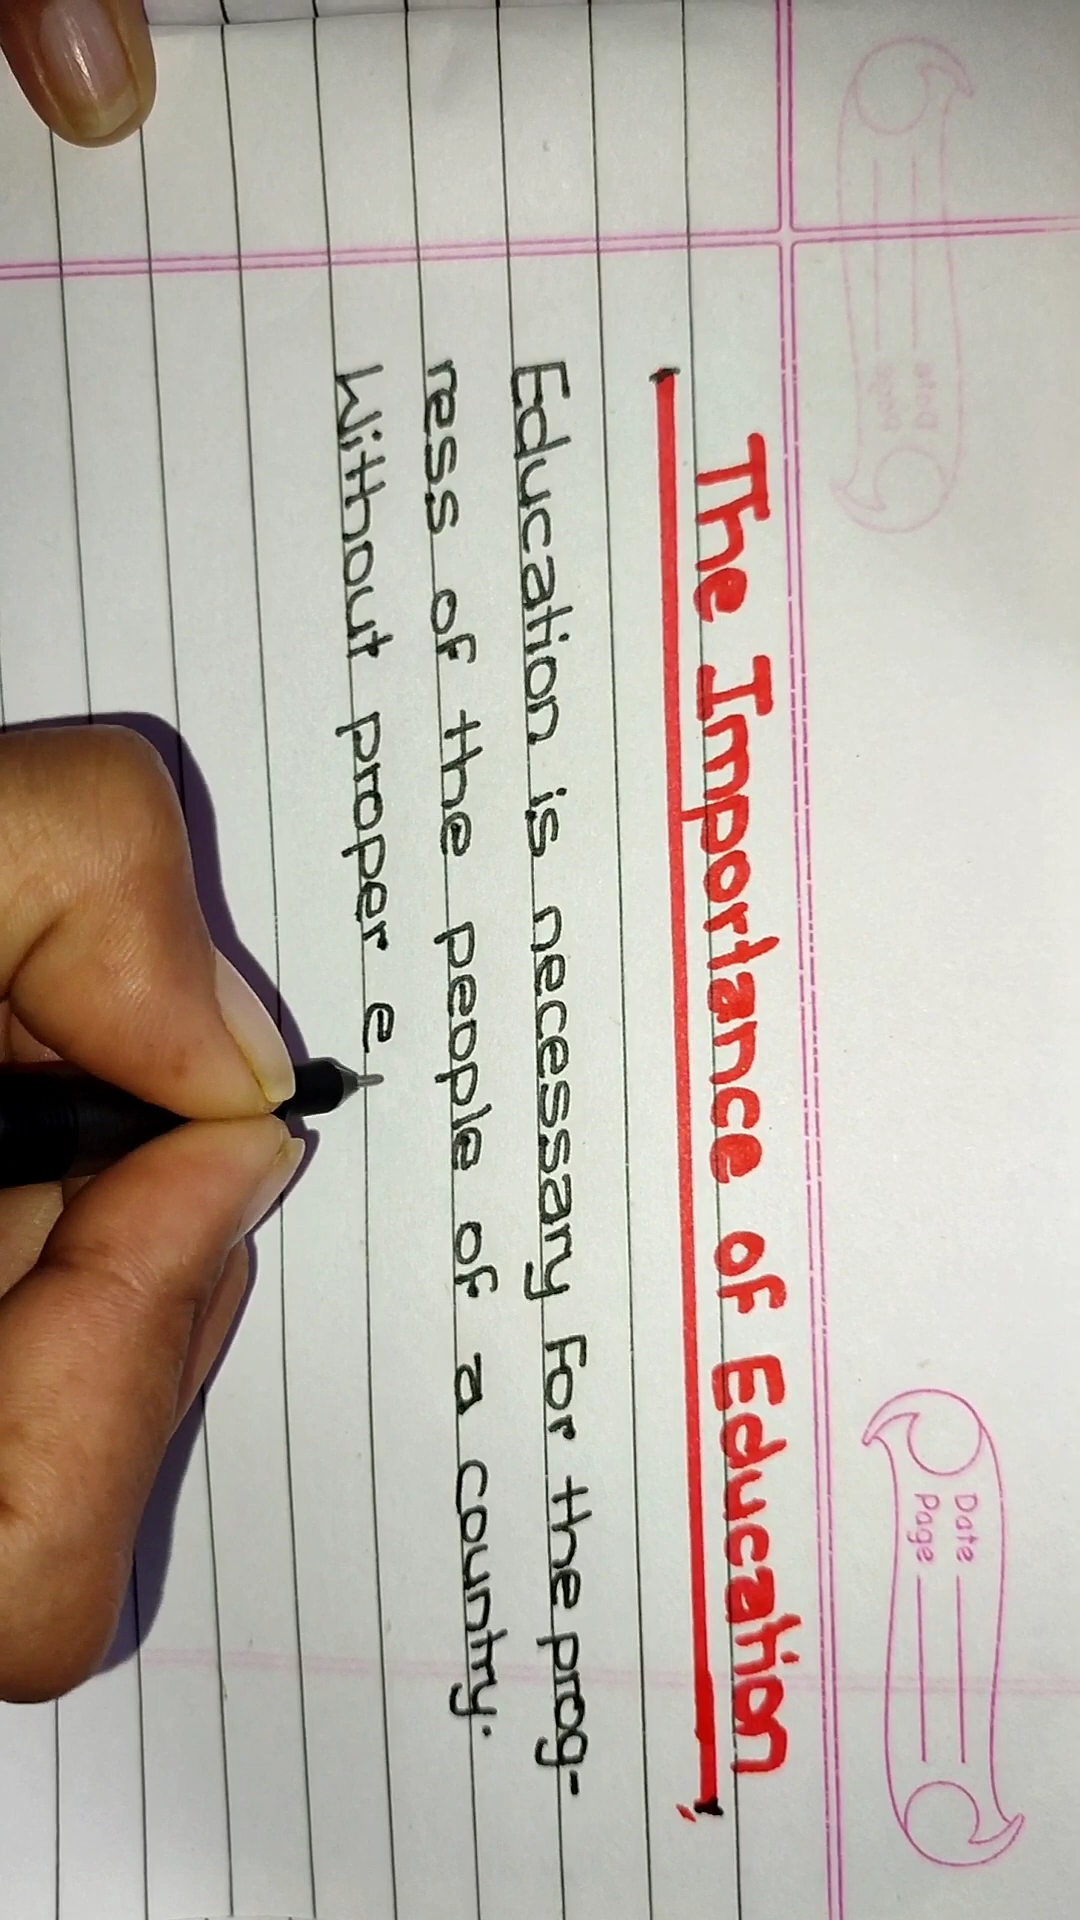 Date
Page
The Importance of Education
Education is necessary for the prog-
ress of the people of a country.
Without proper e